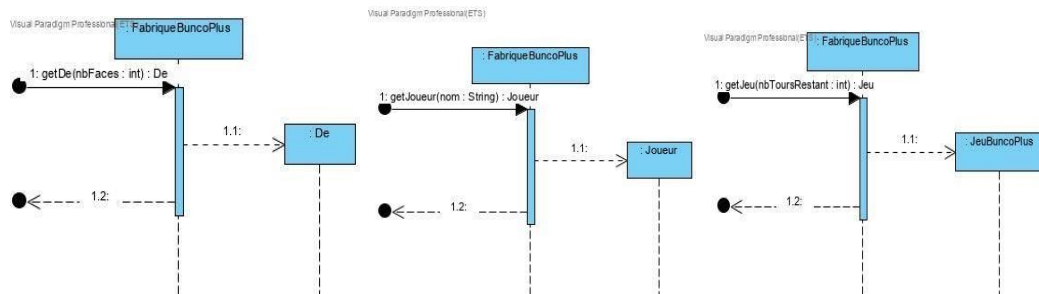 Visual Paradigm Professional(ETS)
: FabriqueBuncoPlus
1: getDe(nbFaces : int) : De
1.1:
: De
1.2:
Visual Paradigm Professional(ETS)
: FabriqueBuncoPlus
1: getJoueur(nom : String) : Joueur
1.1:
: Joueur
1.2:
Visual Paradigm Professional(ETS)
: FabriqueBuncoPlus
1: getJeu(nbToursRestant : int) : Jeu
1.1:
: JeuBuncoPlus
1.2: